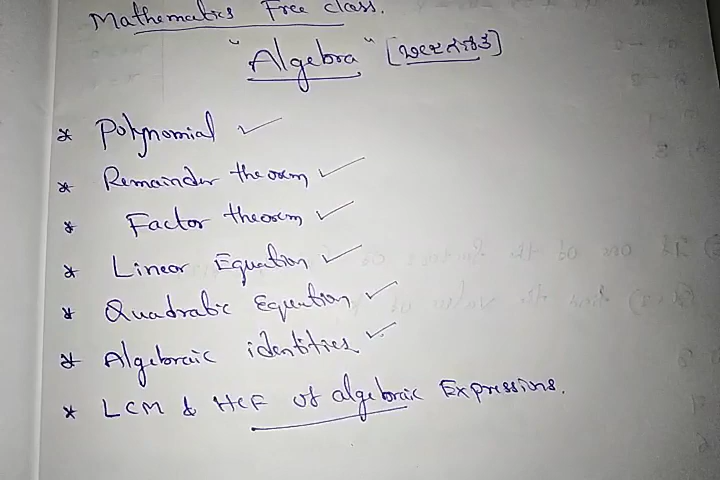 Mathematics Free class.
"Algebra" [ಬೀಜಗಣಿತ]
* Polynomial ✓
* Remainder theorem ✓
* Factor theorem ✓
* Linear Equation ✓
* Quadratic Equation ✓
* Algebraic identities ✓
* LCM & HCF of algebraic Expressions.